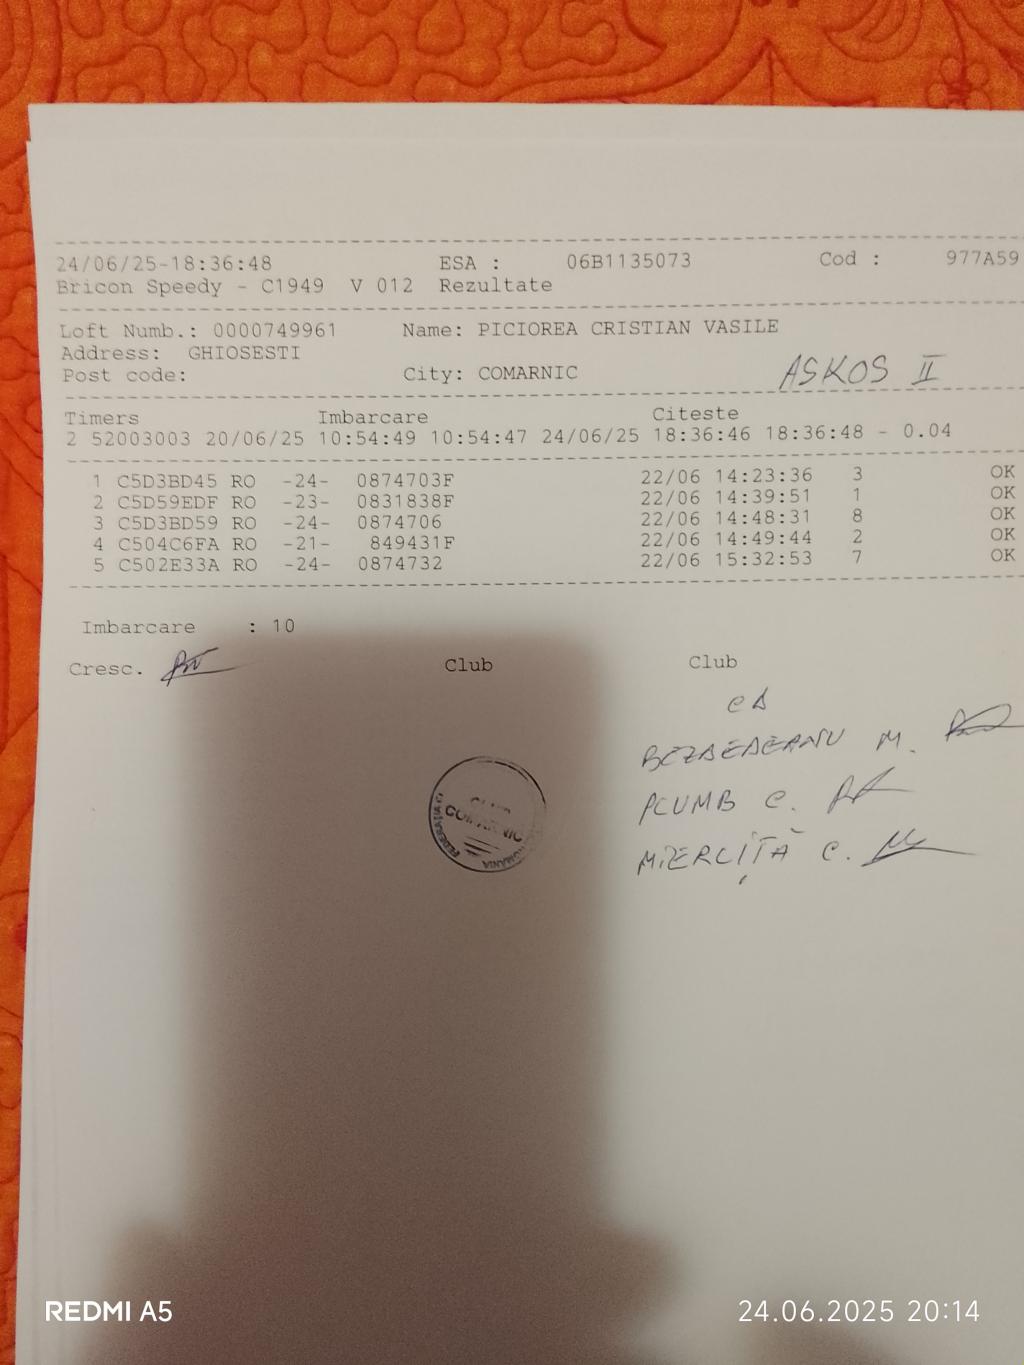 24/06/25-18:36:48 ESA : 06B1135073 Cod : 977A59
Bricon Speedy - C1949 V 012 Rezultate
Loft Numb.: 0000749961 Name: PICIOREA CRISTIAN VASILE
Address: GHIOSESTI
Post code: City: COMARNIC ASKOS II
Timers Imbarcare Citeste
2 52003003 20/06/25 10:54:49 10:54:47 24/06/25 18:36:46 18:36:48 - 0.04
1 C5D3BD45 RO -24- 0874703F 22/06 14:23:36 3 OK
2 C5D59EDF RO -23- 0831838F 22/06 14:39:51 1 OK
3 C5D3BD59 RO -24- 0874706 22/06 14:48:31 8 OK
4 C504C6FA RO -21- 849431F 22/06 14:49:44 2 OK
5 C502E33A RO -24- 0874732 22/06 15:32:53 7 OK
Imbarcare : 10
Cresc. Club Club
M.
PLUMB C.
MIERLIȚĂ C.
COMARNIC
ROMANIA
REDMI A5 24.06.2025 20:14